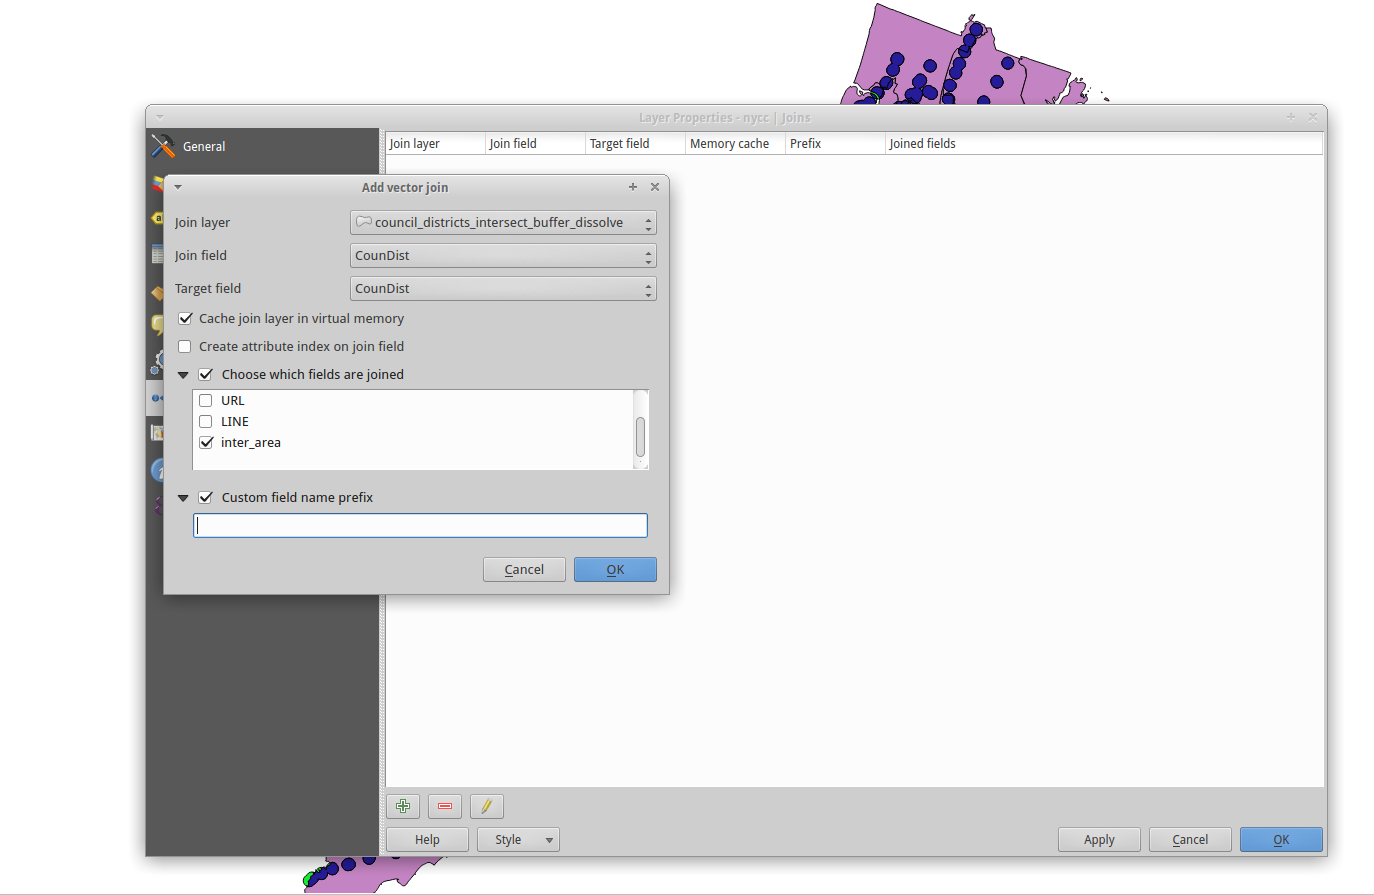 Layer Properties - nycc | Joins
General
Join layer Join field Target field Memory cache Prefix Joined fields
Add vector join
Join layer council_districts_intersect_buffer_dissolve
Join field CounDist
Target field CounDist
Cache join layer in virtual memory
Create attribute index on join field
Choose which fields are joined
URL
LINE
inter_area
Custom field name prefix
Cancel OK
Help Style Apply Cancel OK